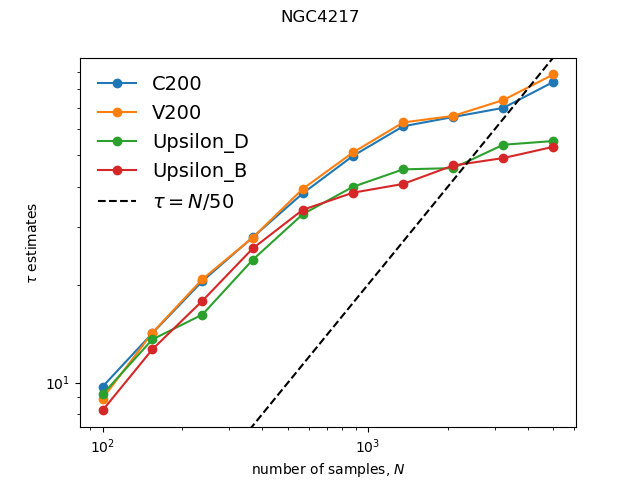 NGC4217
C200
V200
Upsilon_D
Upsilon_B
τ = N/50
τ estimates
10¹
10² 10³
number of samples, N